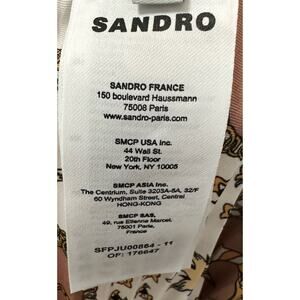 SANDRO
SANDRO FRANCE
150 boulevard Haussmann
75008 Paris
www.sandro-paris.com
SMCP USA Inc.
44 Wall St.
20th Floor
New York, NY 10005
SMCP ASIA Inc.
The Centrium, Suite 3203A-5A, 32/F
60 Wyndham Street, Central
HONG-KONG
SMCP SAS,
49, rue Etienne Marcel,
75001 Paris,
France
SFPJU00864 - 11
OF: 176647